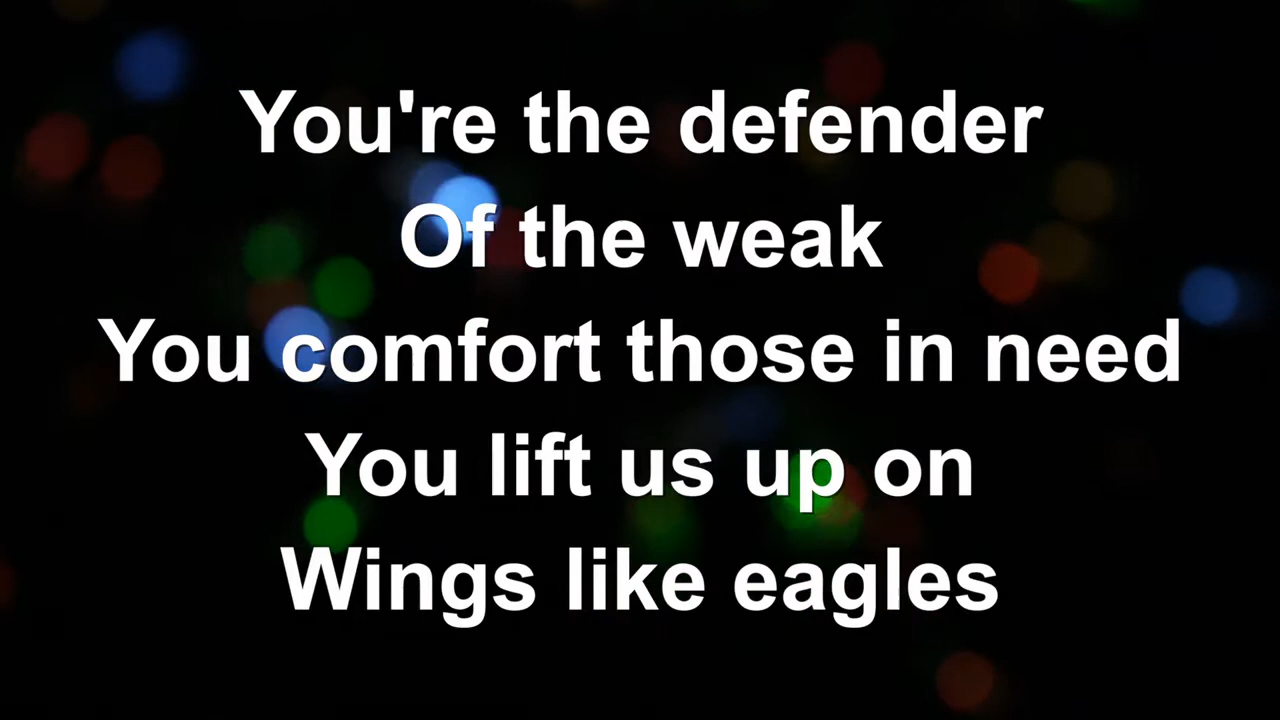 You're the defender
Of the weak
You comfort those in need
You lift us up on
Wings like eagles